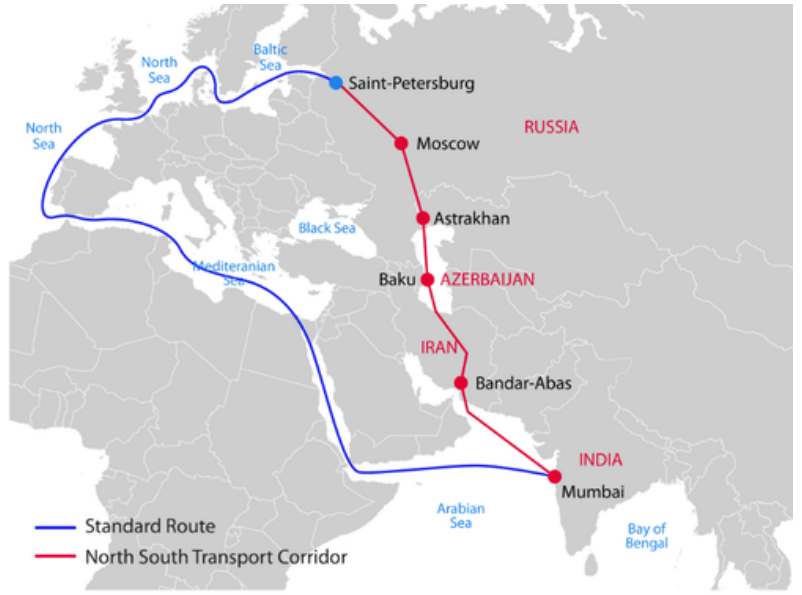 North
Sea
Baltic
Sea
Saint-Petersburg
North
Sea
RUSSIA
Moscow
Astrakhan
Black Sea
Mediteranian
Sea
Baku
AZERBAIJAN
IRAN
Bandar-Abas
INDIA
Mumbai
Arabian
Sea
Bay of
Bengal
Standard Route
North South Transport Corridor